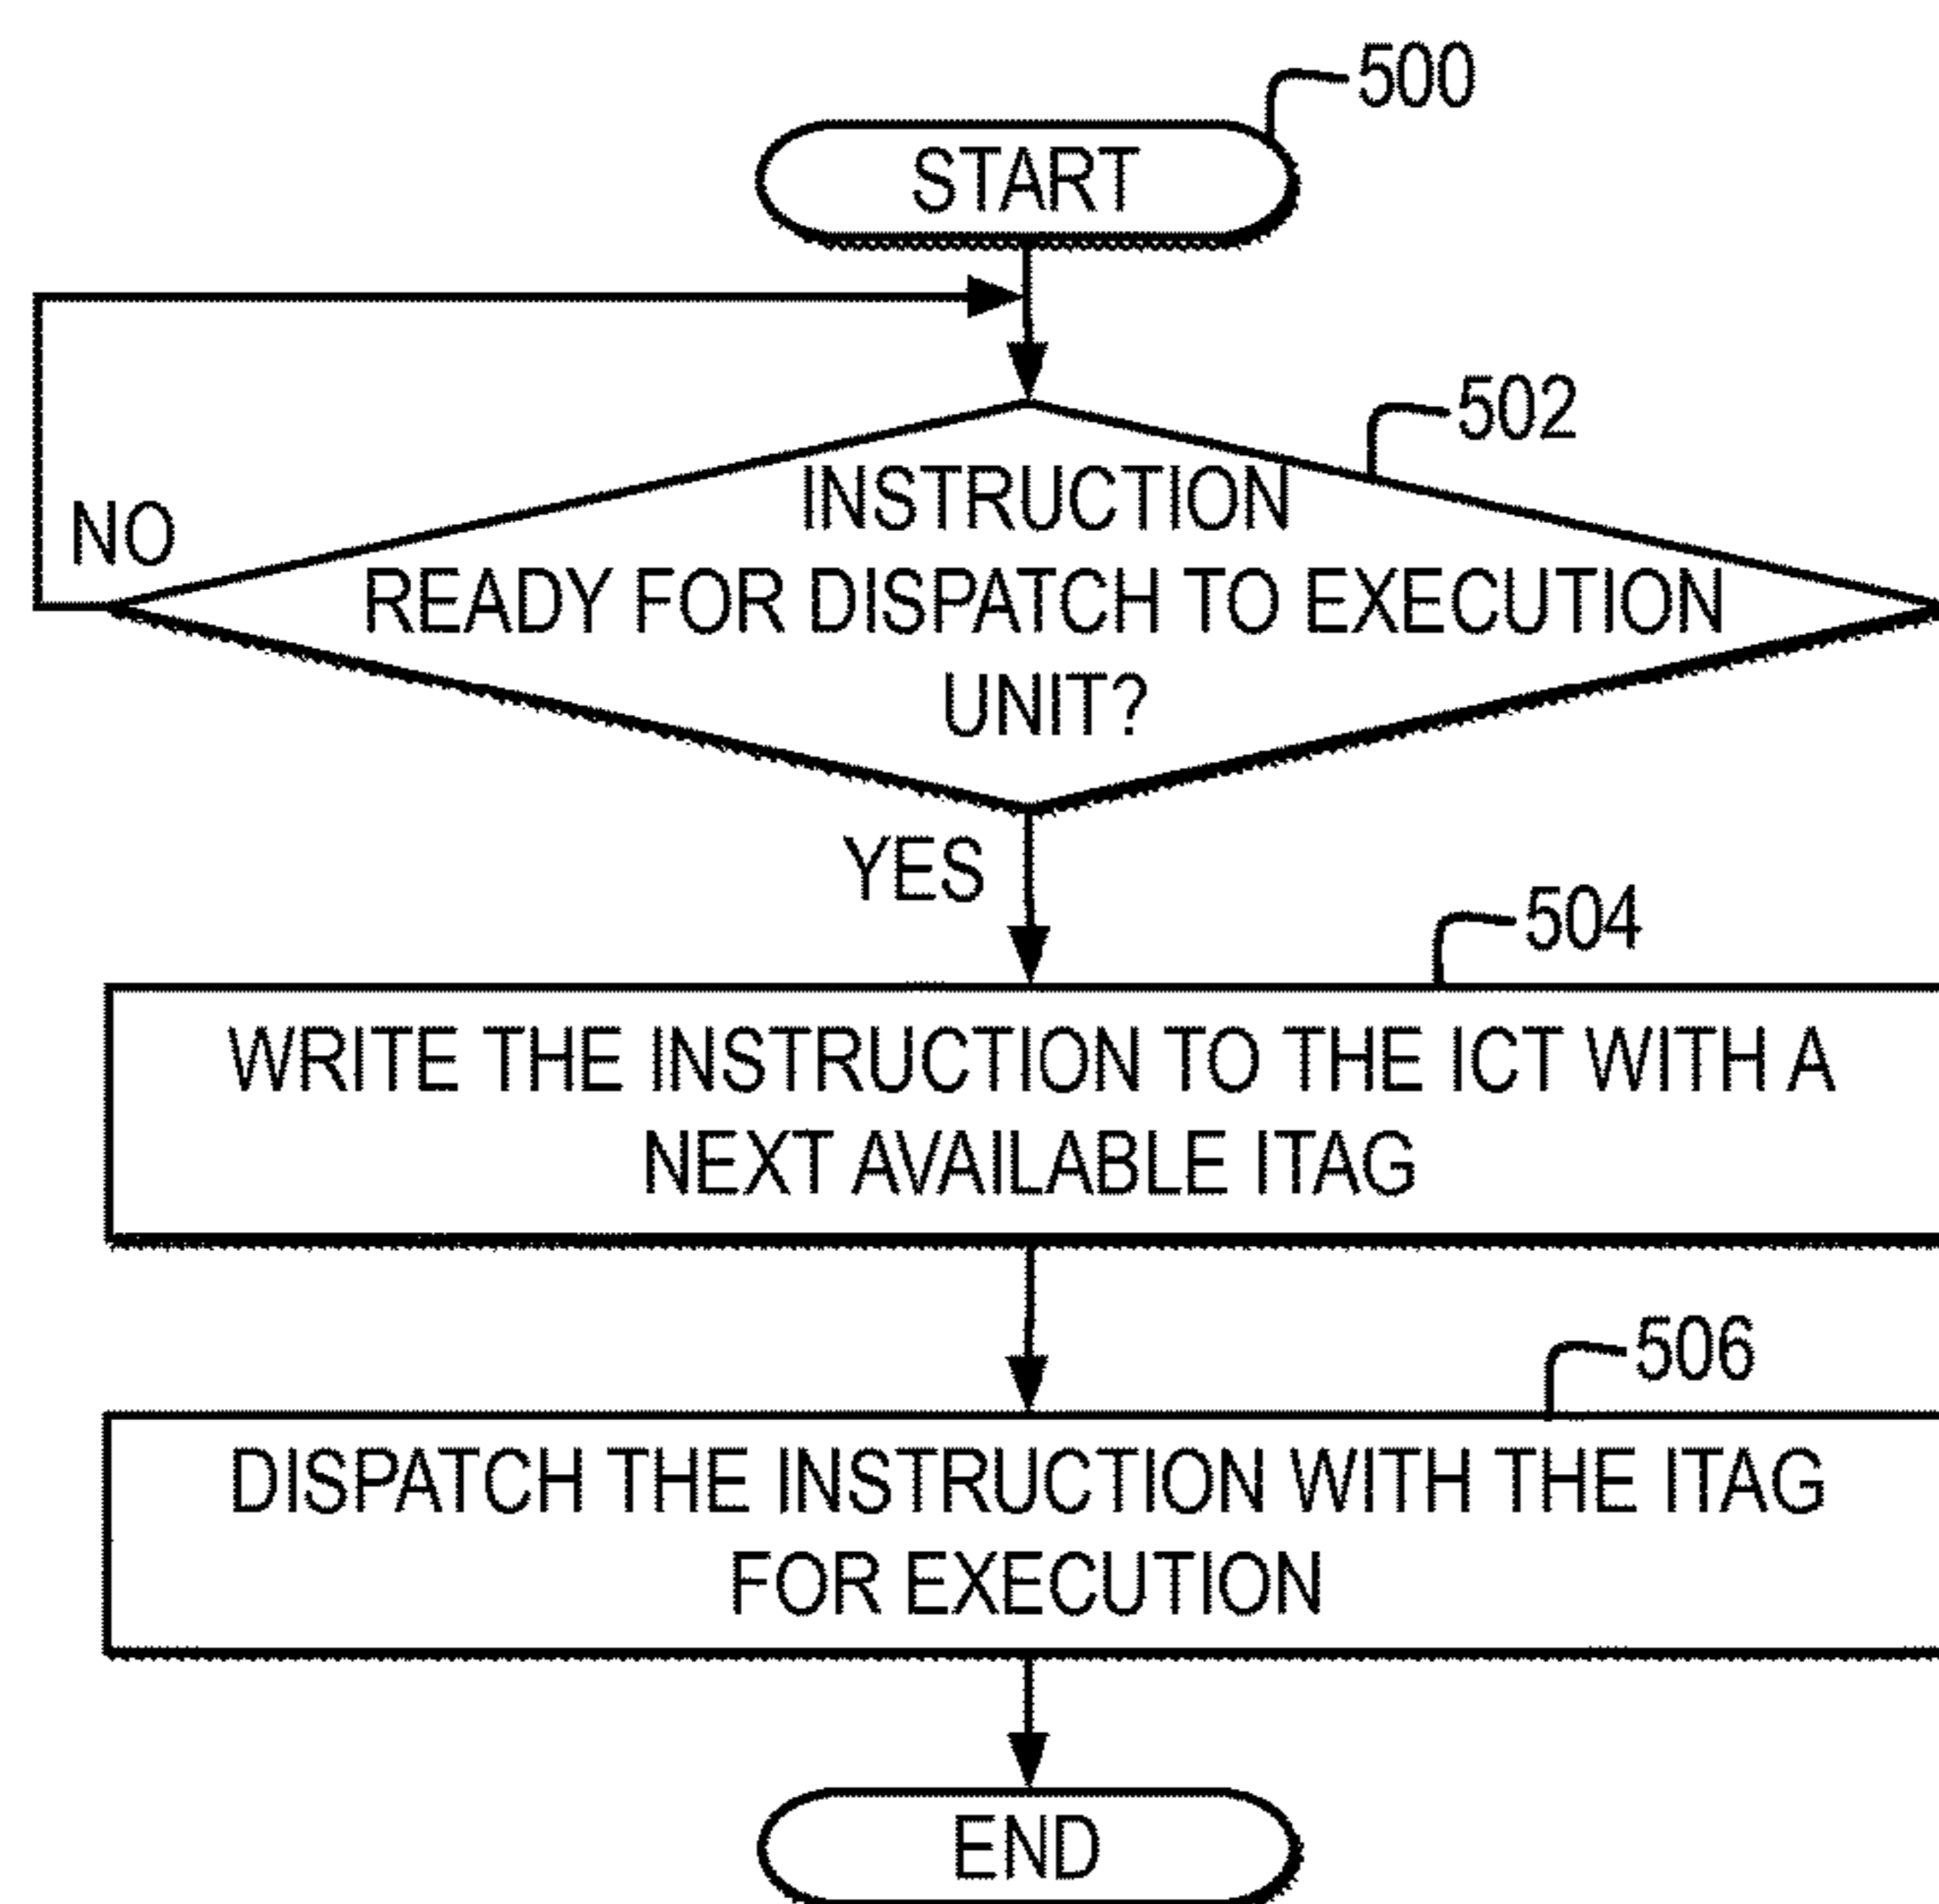 500
START
502
INSTRUCTION
READY FOR DISPATCH TO EXECUTION
UNIT?
NO
YES
504
WRITE THE INSTRUCTION TO THE ICT WITH A
NEXT AVAILABLE ITAG
506
DISPATCH THE INSTRUCTION WITH THE ITAG
FOR EXECUTION
END